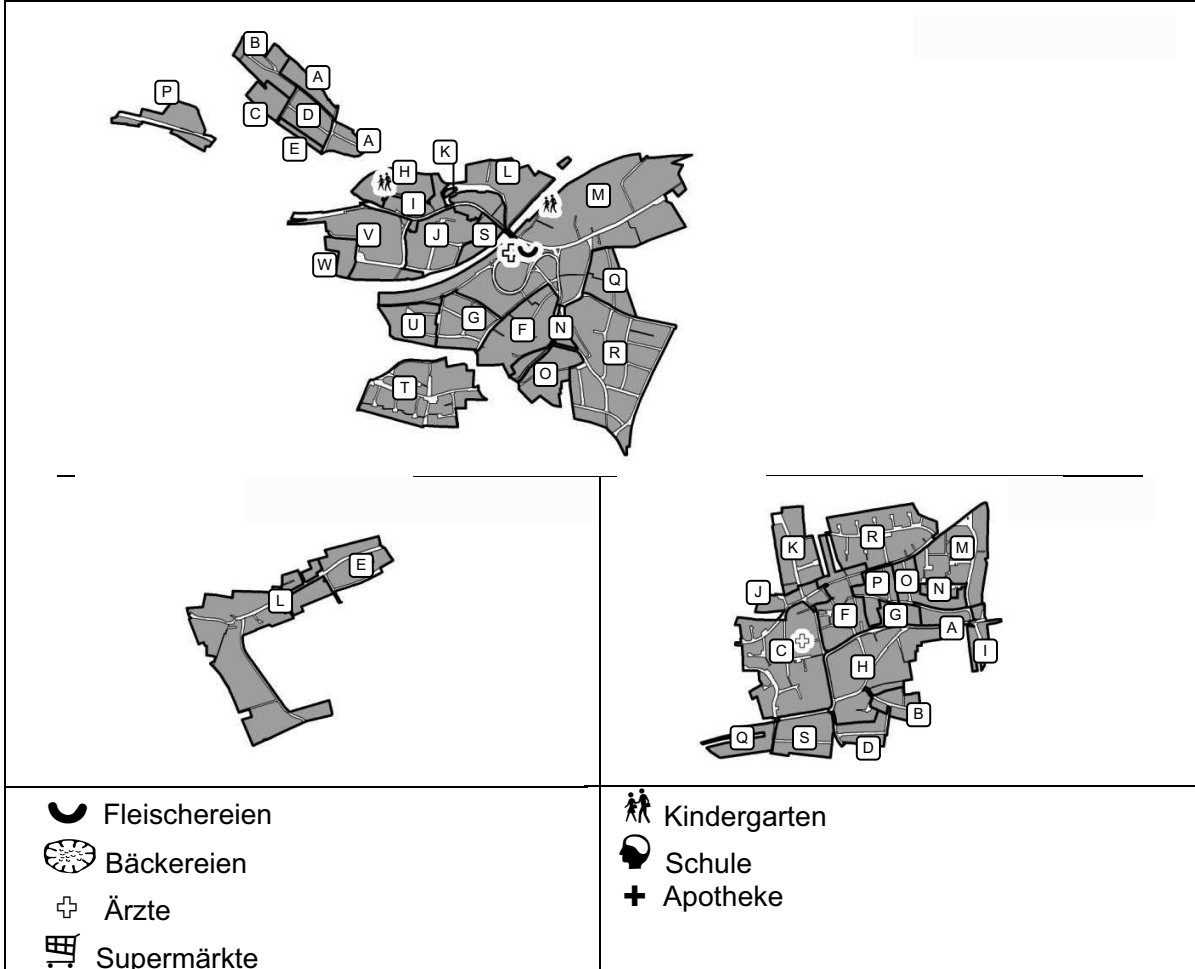 B
A
P
D
C
A
E
K
H
L
M
I
V
J
S
W
Q
G
U
F
N
R
O
T
E
L
R
K
M
P
O
N
J
F
G
A
C
H
I
B
Q
S
D
Fleischereien
Bäckereien
Ärzte
Supermärkte
Kindergarten
Schule
Apotheke